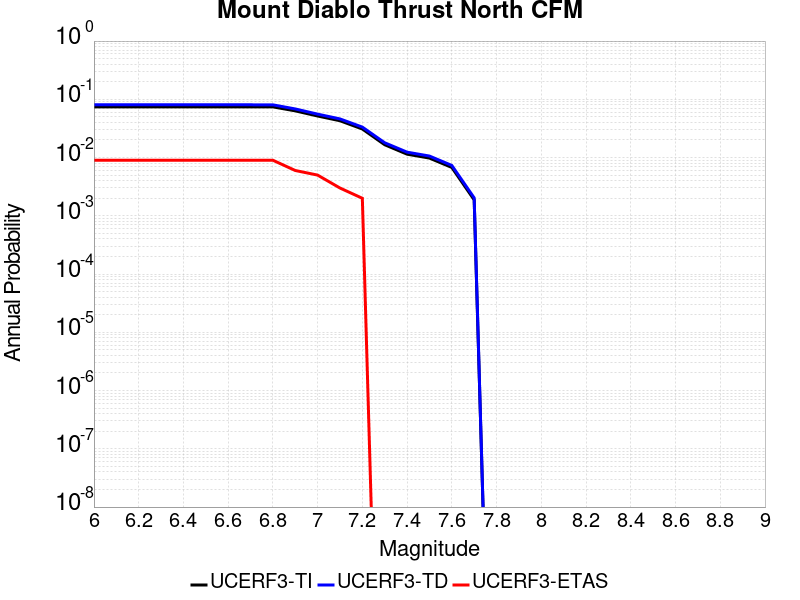 Mount Diablo Thrust North CFM
10^0
10^-1
10^-2
10^-3
10^-4
10^-5
10^-6
10^-7
10^-8
Annual Probability
6 6.2 6.4 6.6 6.8 7 7.2 7.4 7.6 7.8 8 8.2 8.4 8.6 8.8 9
Magnitude
UCERF3-TI UCERF3-TD UCERF3-ETAS